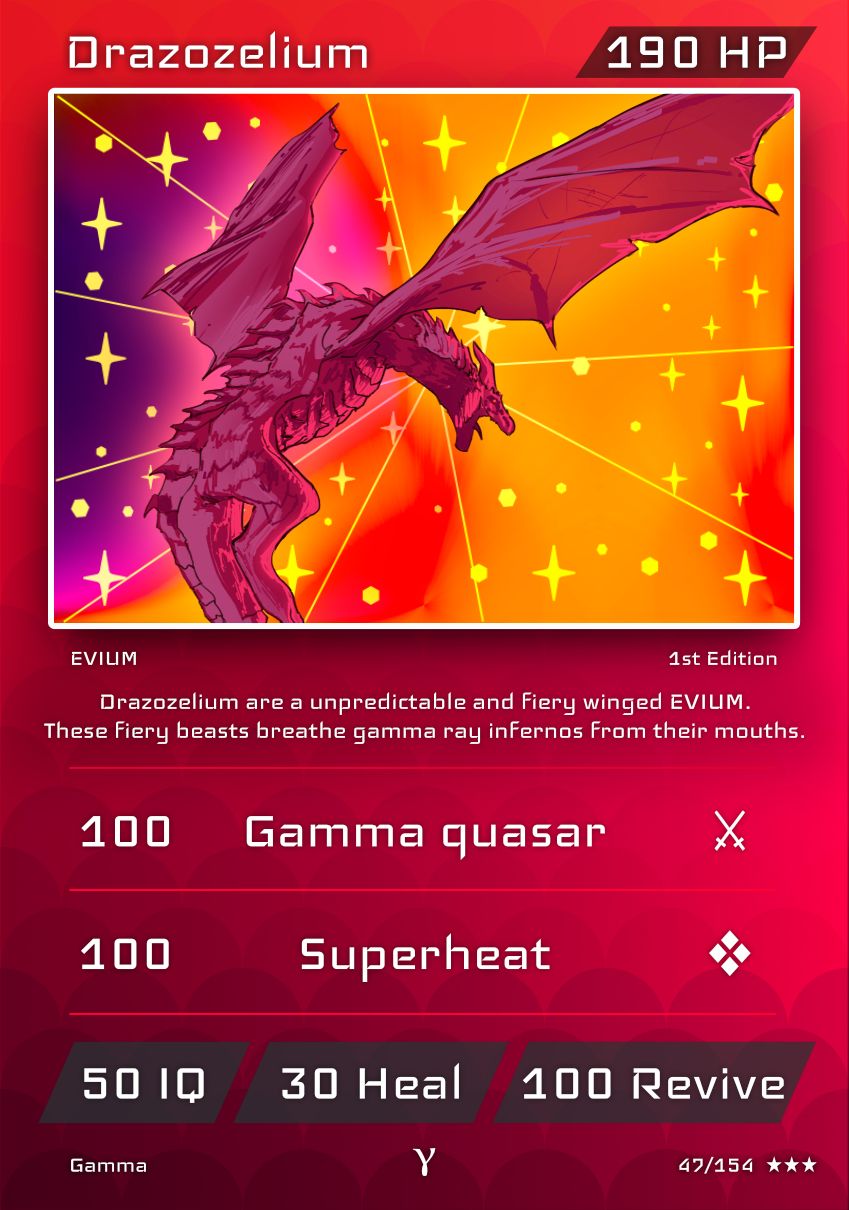 Drazozelium
190 HP
EVIUM
1st Edition
Drazozelium are a unpredictable and fiery winged EVIUM.
These fiery beasts breathe gamma ray infernos from their mouths.
100 Gamma quasar
100 Superheat
50 IQ
30 Heal
100 Revive
Gamma
γ
47/154 ★★★